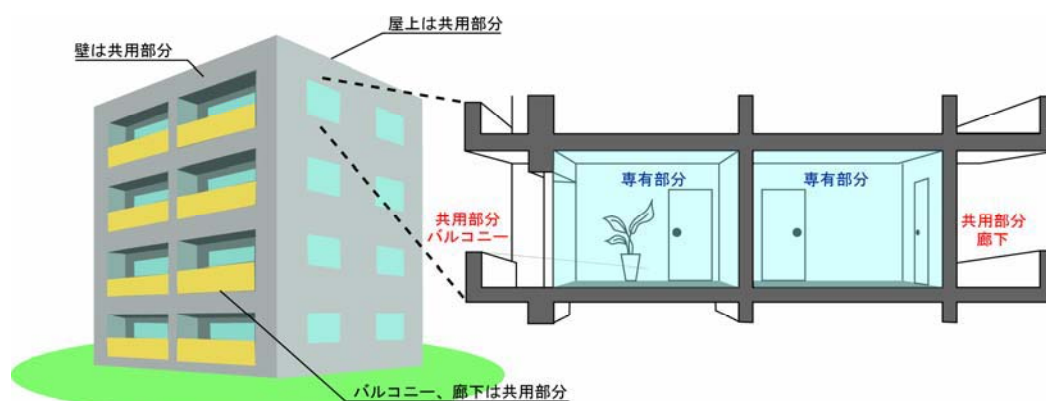 屋上は共用部分
壁は共用部分
専有部分
専有部分
共用部分
バルコニー
共用部分
廊下
バルコニー、廊下は共用部分